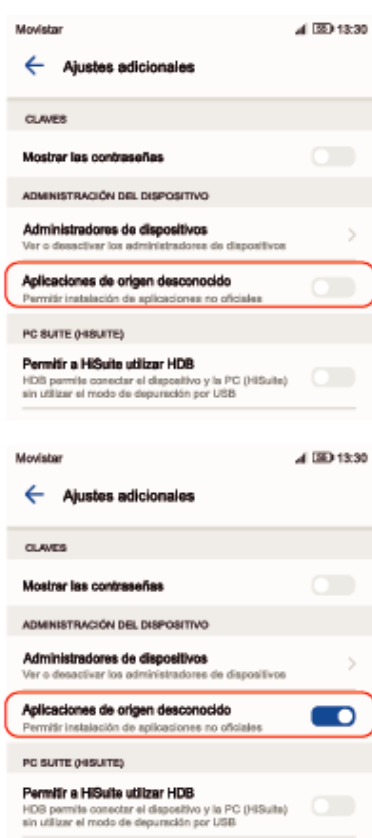 Movistar 13:30
Ajustes adicionales
CLAVES
Mostrar las contraseñas
ADMINISTRACIÓN DEL DISPOSITIVO
Administradores de dispositivos
Ver o desactivar los administradores de dispositivos
Aplicaciones de origen desconocido
Permitir instalación de aplicaciones no oficiales
PC SUITE (HISUITE)
Permitir a HiSuite utilizar HDB
HDB permite conectar el dispositivo y la PC (HiSuite)
sin utilizar el modo de depuración por USB
Movistar 13:30
Ajustes adicionales
CLAVES
Mostrar las contraseñas
ADMINISTRACIÓN DEL DISPOSITIVO
Administradores de dispositivos
Ver o desactivar los administradores de dispositivos
Aplicaciones de origen desconocido
Permitir instalación de aplicaciones no oficiales
PC SUITE (HISUITE)
Permitir a HiSuite utilizar HDB
HDB permite conectar el dispositivo y la PC (HiSuite)
sin utilizar el modo de depuración por USB